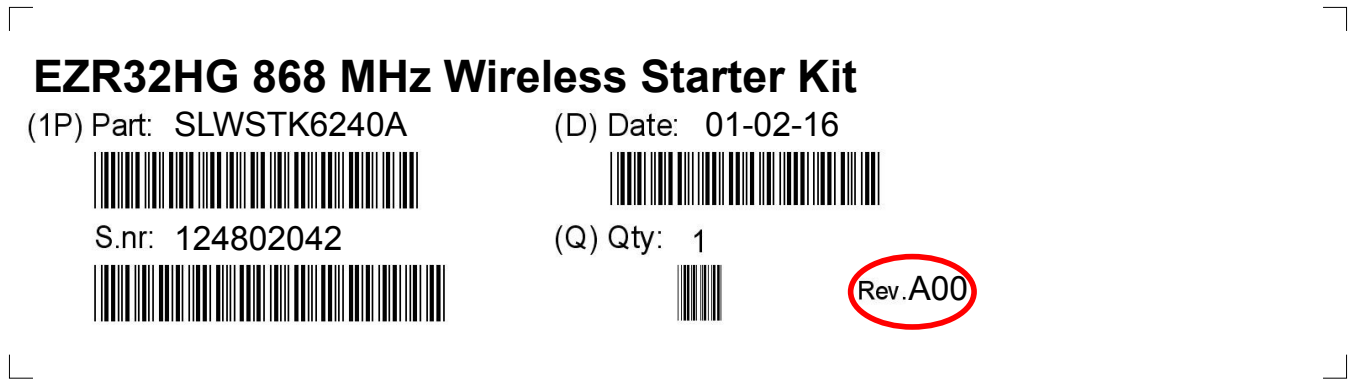 EZR32HG 868 MHz Wireless Starter Kit
(1P) Part: SLWSTK6240A
(D) Date: 01-02-16
S.nr: 124802042
(Q) Qty: 1
Rev.A00